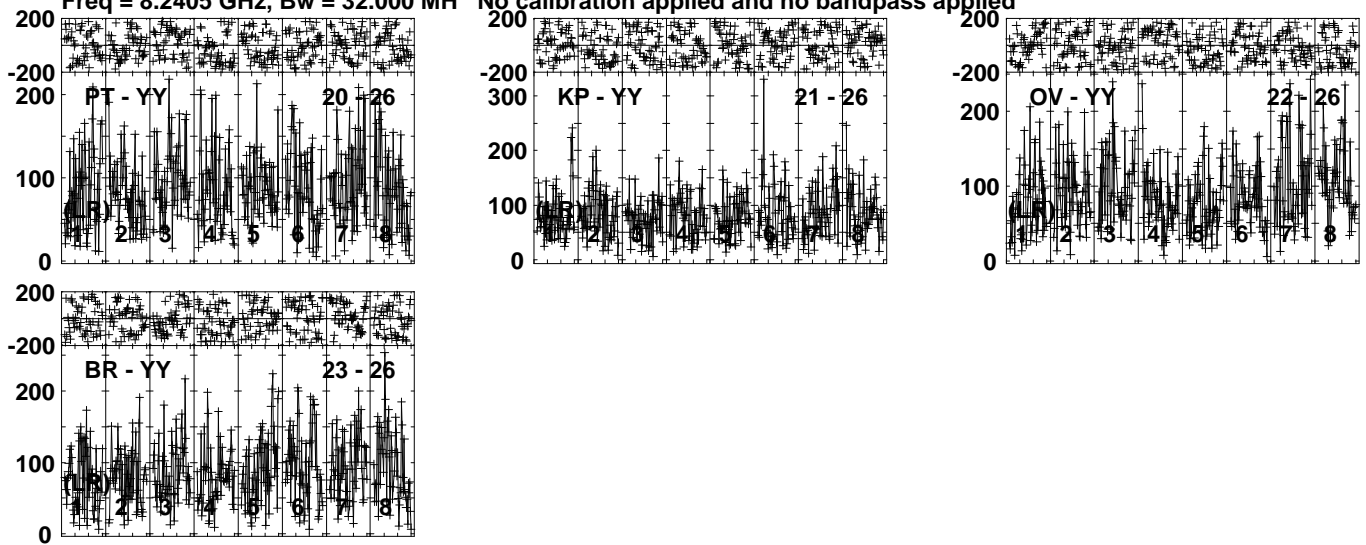 Freq = 8.2405 GHz, Bw = 32.000 MH No calibration applied and no bandpass applied
200
-200
PT - YY 20 - 26
200
100
0
(LR)
1 2 3 4 5 6 7 8
200
-200
KP - YY 21 - 26
300
200
100
0
(LR)
1 2 3 4 5 6 7 8
200
-200
OV - YY 22 - 26
200
100
0
(LR)
1 2 3 4 5 6 7 8
200
-200
BR - YY 23 - 26
200
100
0
(LR)
1 2 3 4 5 6 7 8